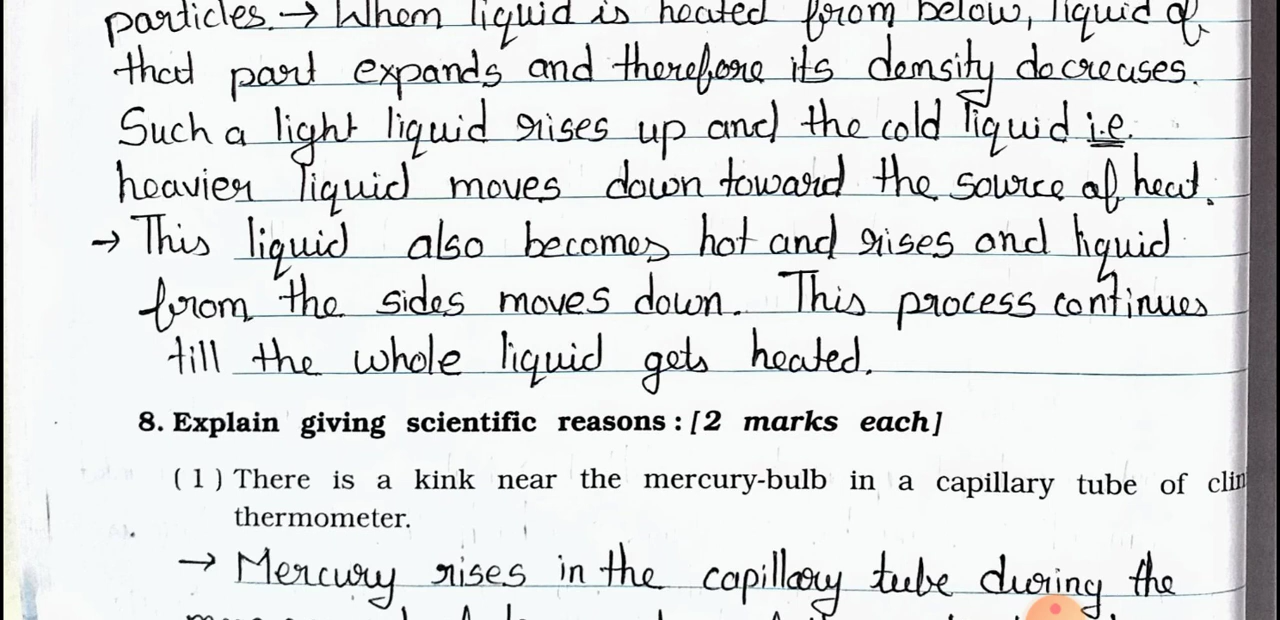 particles. → When liquid is heated from below, liquid of
that part expands and therefore its density decreases.
Such a light liquid rises up and the cold liquid i.e.
heavier liquid moves down toward the source of heat.
→ This liquid also becomes hot and rises and liquid
from the sides moves down. This process continues
till the whole liquid gets heated.
8. Explain giving scientific reasons : [2 marks each]
(1) There is a kink near the mercury-bulb in a capillary tube of clin
thermometer.
→ Mercury rises in the capillary tube during the